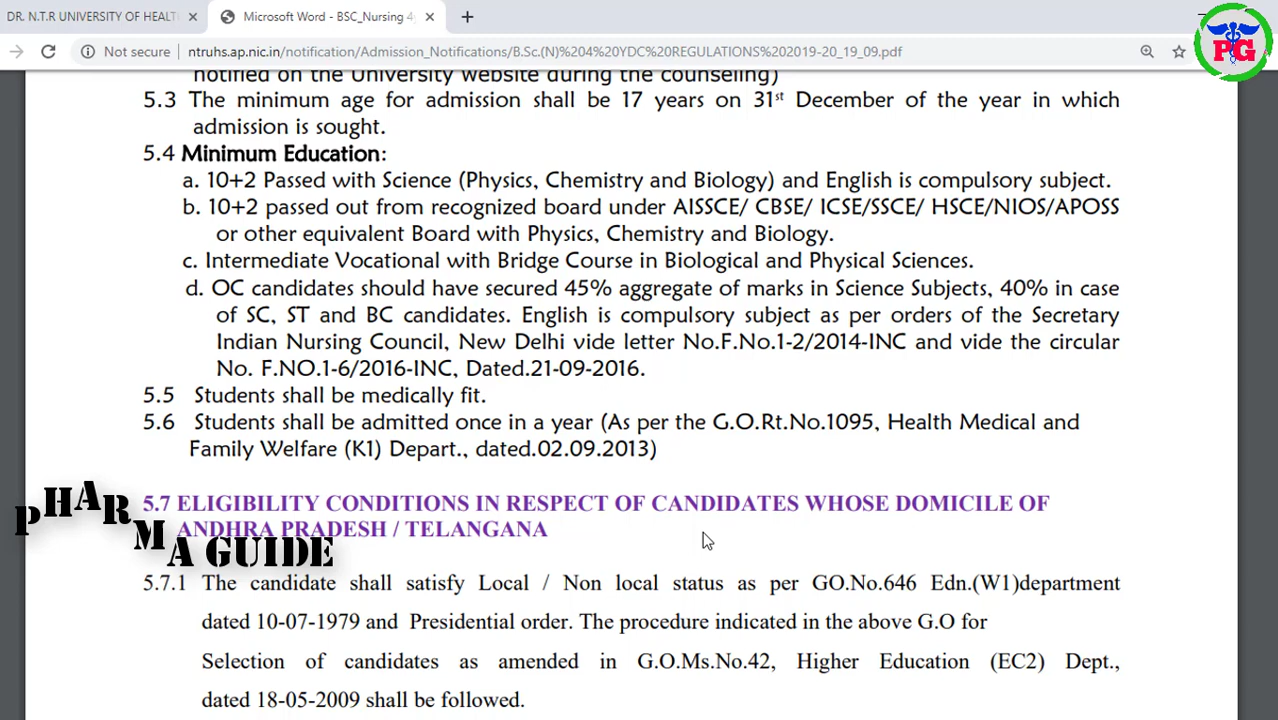 DR. N.T.R UNIVERSITY OF HEALT
Microsoft Word - BSC_Nursing 4
Not secure
ntruhs.ap.nic.in/notification/Admission_Notifications/B.Sc.(N)%204%20YDC%20REGULATIONS%202019-20_19_09.pdf
PG
notified on the University website during the counseling)
5.3 The minimum age for admission shall be 17 years on 31st December of the year in which
admission is sought.
5.4 Minimum Education:
a. 10+2 Passed with Science (Physics, Chemistry and Biology) and English is compulsory subject.
b. 10+2 passed out from recognized board under AISSCE/ CBSE/ ICSE/SSCE/ HSCE/NIOS/APOSS
or other equivalent Board with Physics, Chemistry and Biology.
c. Intermediate Vocational with Bridge Course in Biological and Physical Sciences.
d. OC candidates should have secured 45% aggregate of marks in Science Subjects, 40% in case
of SC, ST and BC candidates. English is compulsory subject as per orders of the Secretary
Indian Nursing Council, New Delhi vide letter No.F.No.1-2/2014-INC and vide the circular
No. F.NO.1-6/2016-INC, Dated.21-09-2016.
5.5 Students shall be medically fit.
5.6 Students shall be admitted once in a year (As per the G.O.Rt.No.1095, Health Medical and
Family Welfare (K1) Depart., dated.02.09.2013)
5.7 ELIGIBILITY CONDITIONS IN RESPECT OF CANDIDATES WHOSE DOMICILE OF
ANDHRA PRADESH / TELANGANA
PHARMA GUIDE
5.7.1 The candidate shall satisfy Local / Non local status as per GO.No.646 Edn.(W1)department
dated 10-07-1979 and Presidential order. The procedure indicated in the above G.O for
Selection of candidates as amended in G.O.Ms.No.42, Higher Education (EC2) Dept.,
dated 18-05-2009 shall be followed.